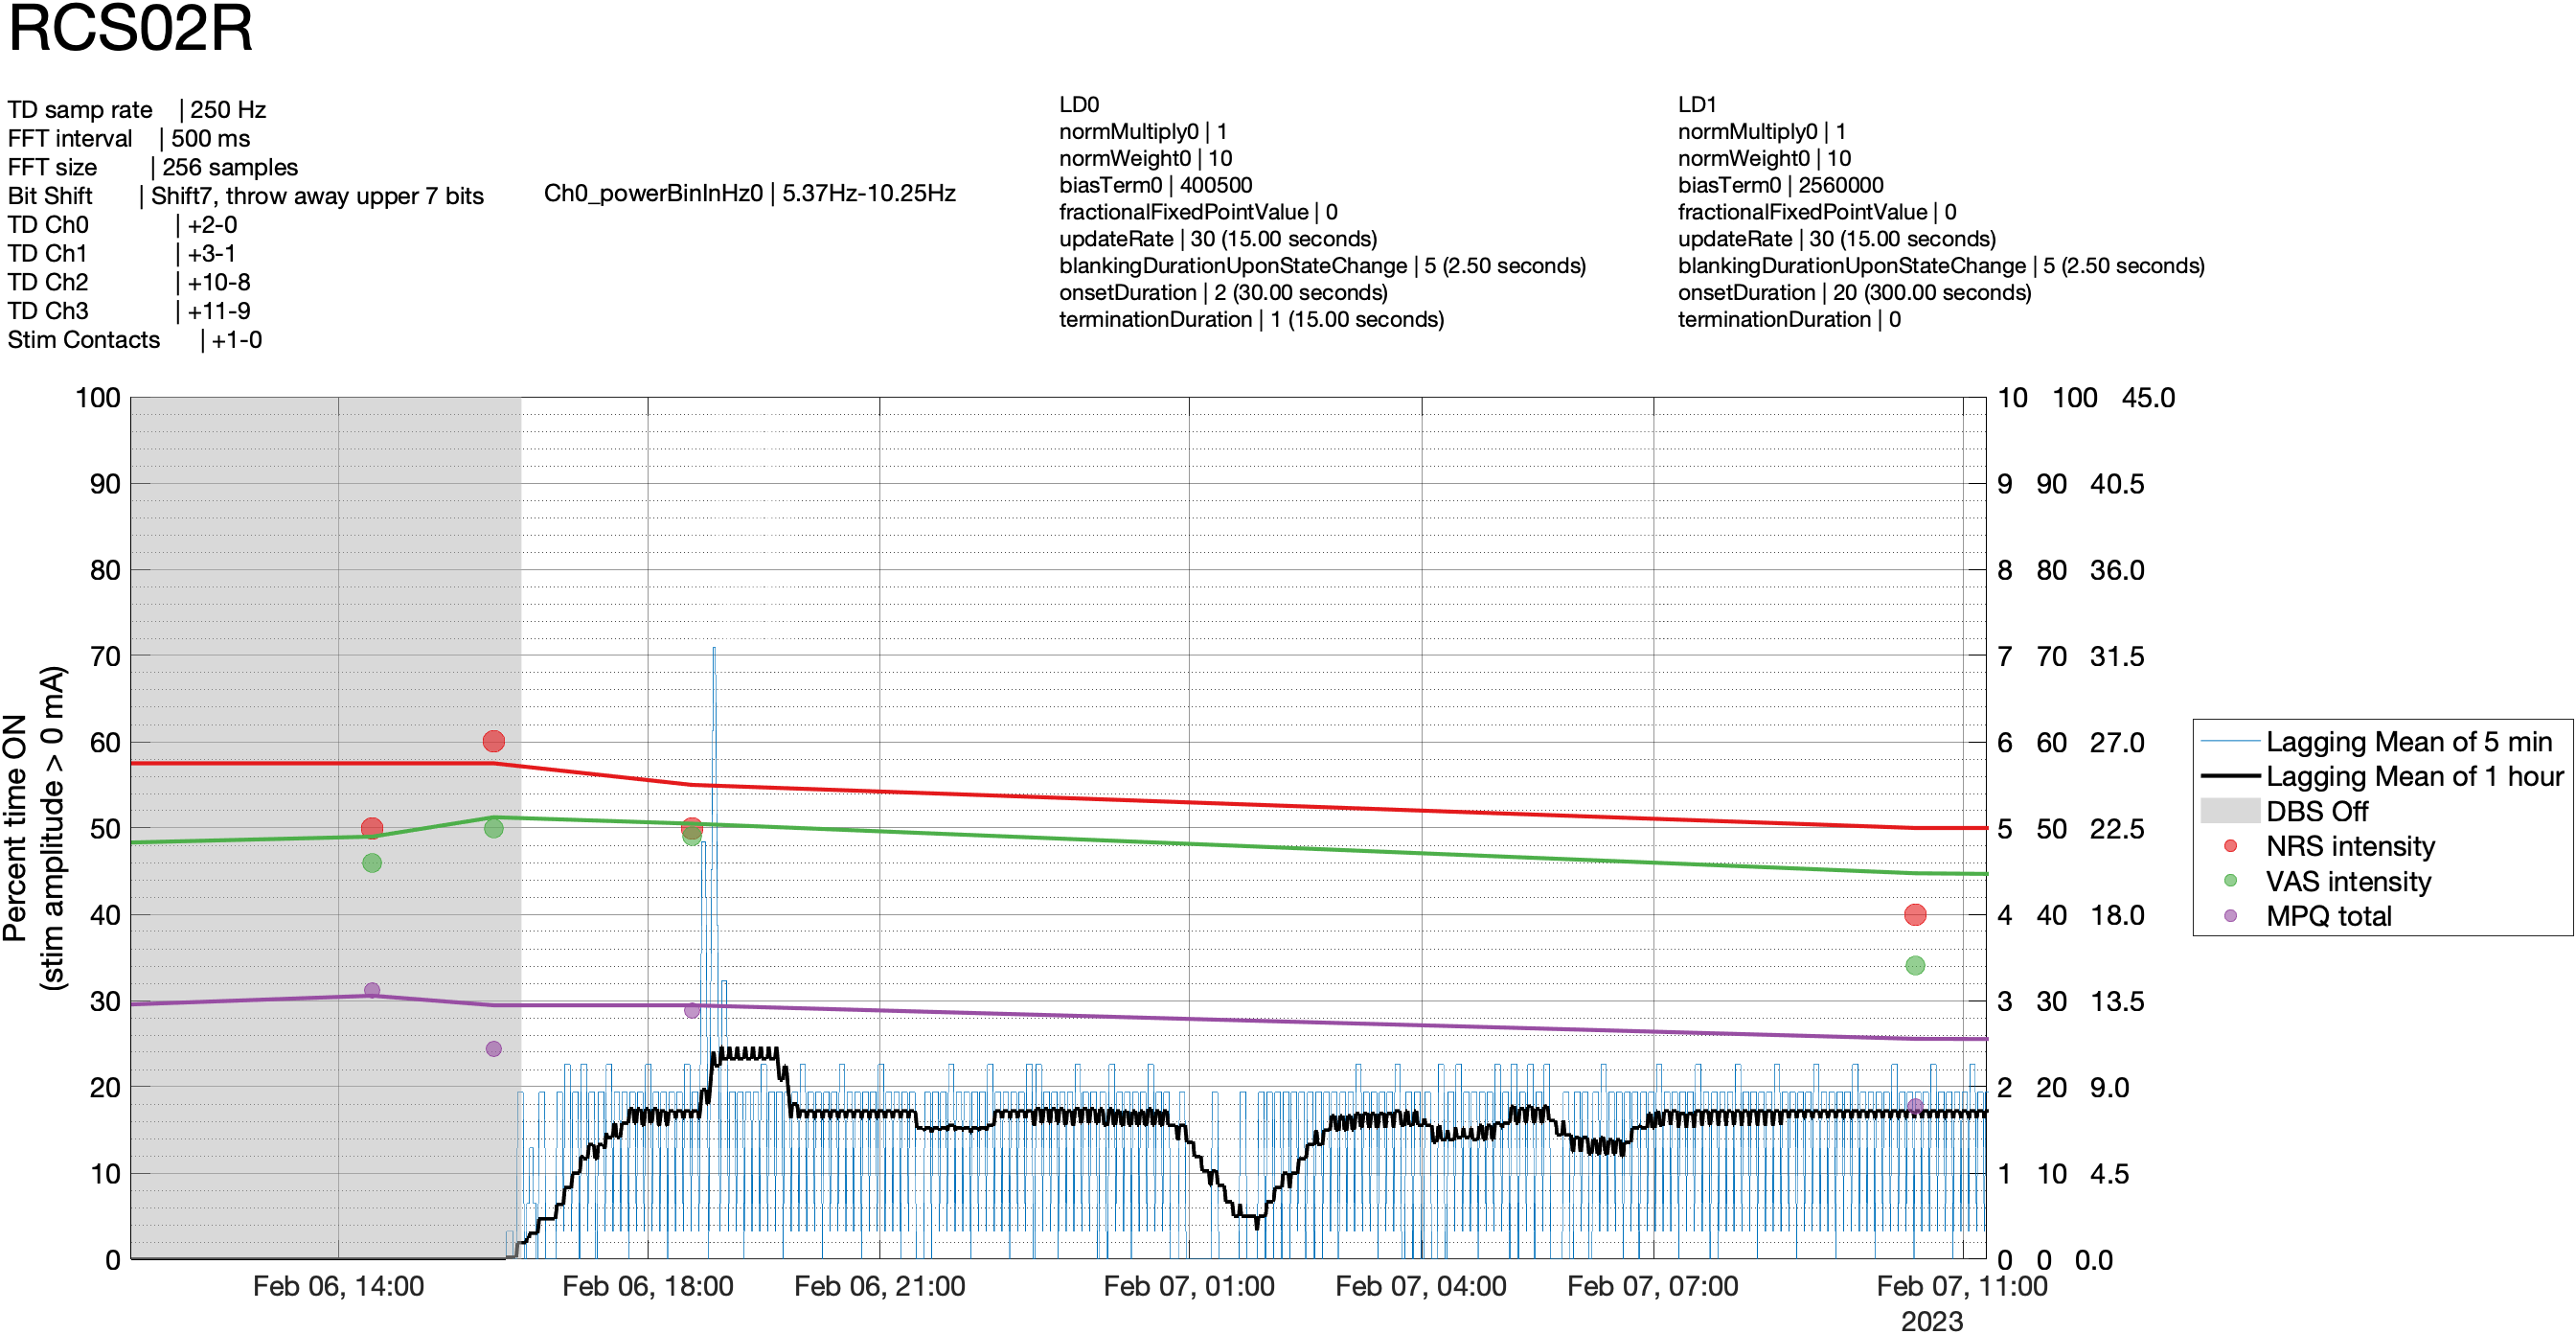 RCS02R
TD samp rate | 250 Hz
FFT interval | 500 ms
FFT size | 256 samples
Bit Shift | Shift7, throw away upper 7 bits
TD Ch0 | +2-0
TD Ch1 | +3-1
TD Ch2 | +10-8
TD Ch3 | +11-9
Stim Contacts | +1-0
Ch0_powerBinInHz0 | 5.37Hz-10.25Hz
LD0
normMultiply0 | 1
normWeight0 | 10
biasTerm0 | 400500
fractionalFixedPointValue | 0
updateRate | 30 (15.00 seconds)
blankingDurationUponStateChange | 5 (2.50 seconds)
onsetDuration | 2 (30.00 seconds)
terminationDuration | 1 (15.00 seconds)
LD1
normMultiply0 | 1
normWeight0 | 10
biasTerm0 | 2560000
fractionalFixedPointValue | 0
updateRate | 30 (15.00 seconds)
blankingDurationUponStateChange | 5 (2.50 seconds)
onsetDuration | 20 (300.00 seconds)
terminationDuration | 0
Percent time ON
(stim amplitude > 0 mA)
100
90
80
70
60
50
40
30
20
10
0
10 100 45.0
9 90 40.5
8 80 36.0
7 70 31.5
6 60 27.0
5 50 22.5
4 40 18.0
3 30 13.5
2 20 9.0
1 10 4.5
0 0 0.0
Feb 06, 14:00
Feb 06, 18:00
Feb 06, 21:00
Feb 07, 01:00
Feb 07, 04:00
Feb 07, 07:00
Feb 07, 11:00
2023
Lagging Mean of 5 min
Lagging Mean of 1 hour
DBS Off
NRS intensity
VAS intensity
MPQ total